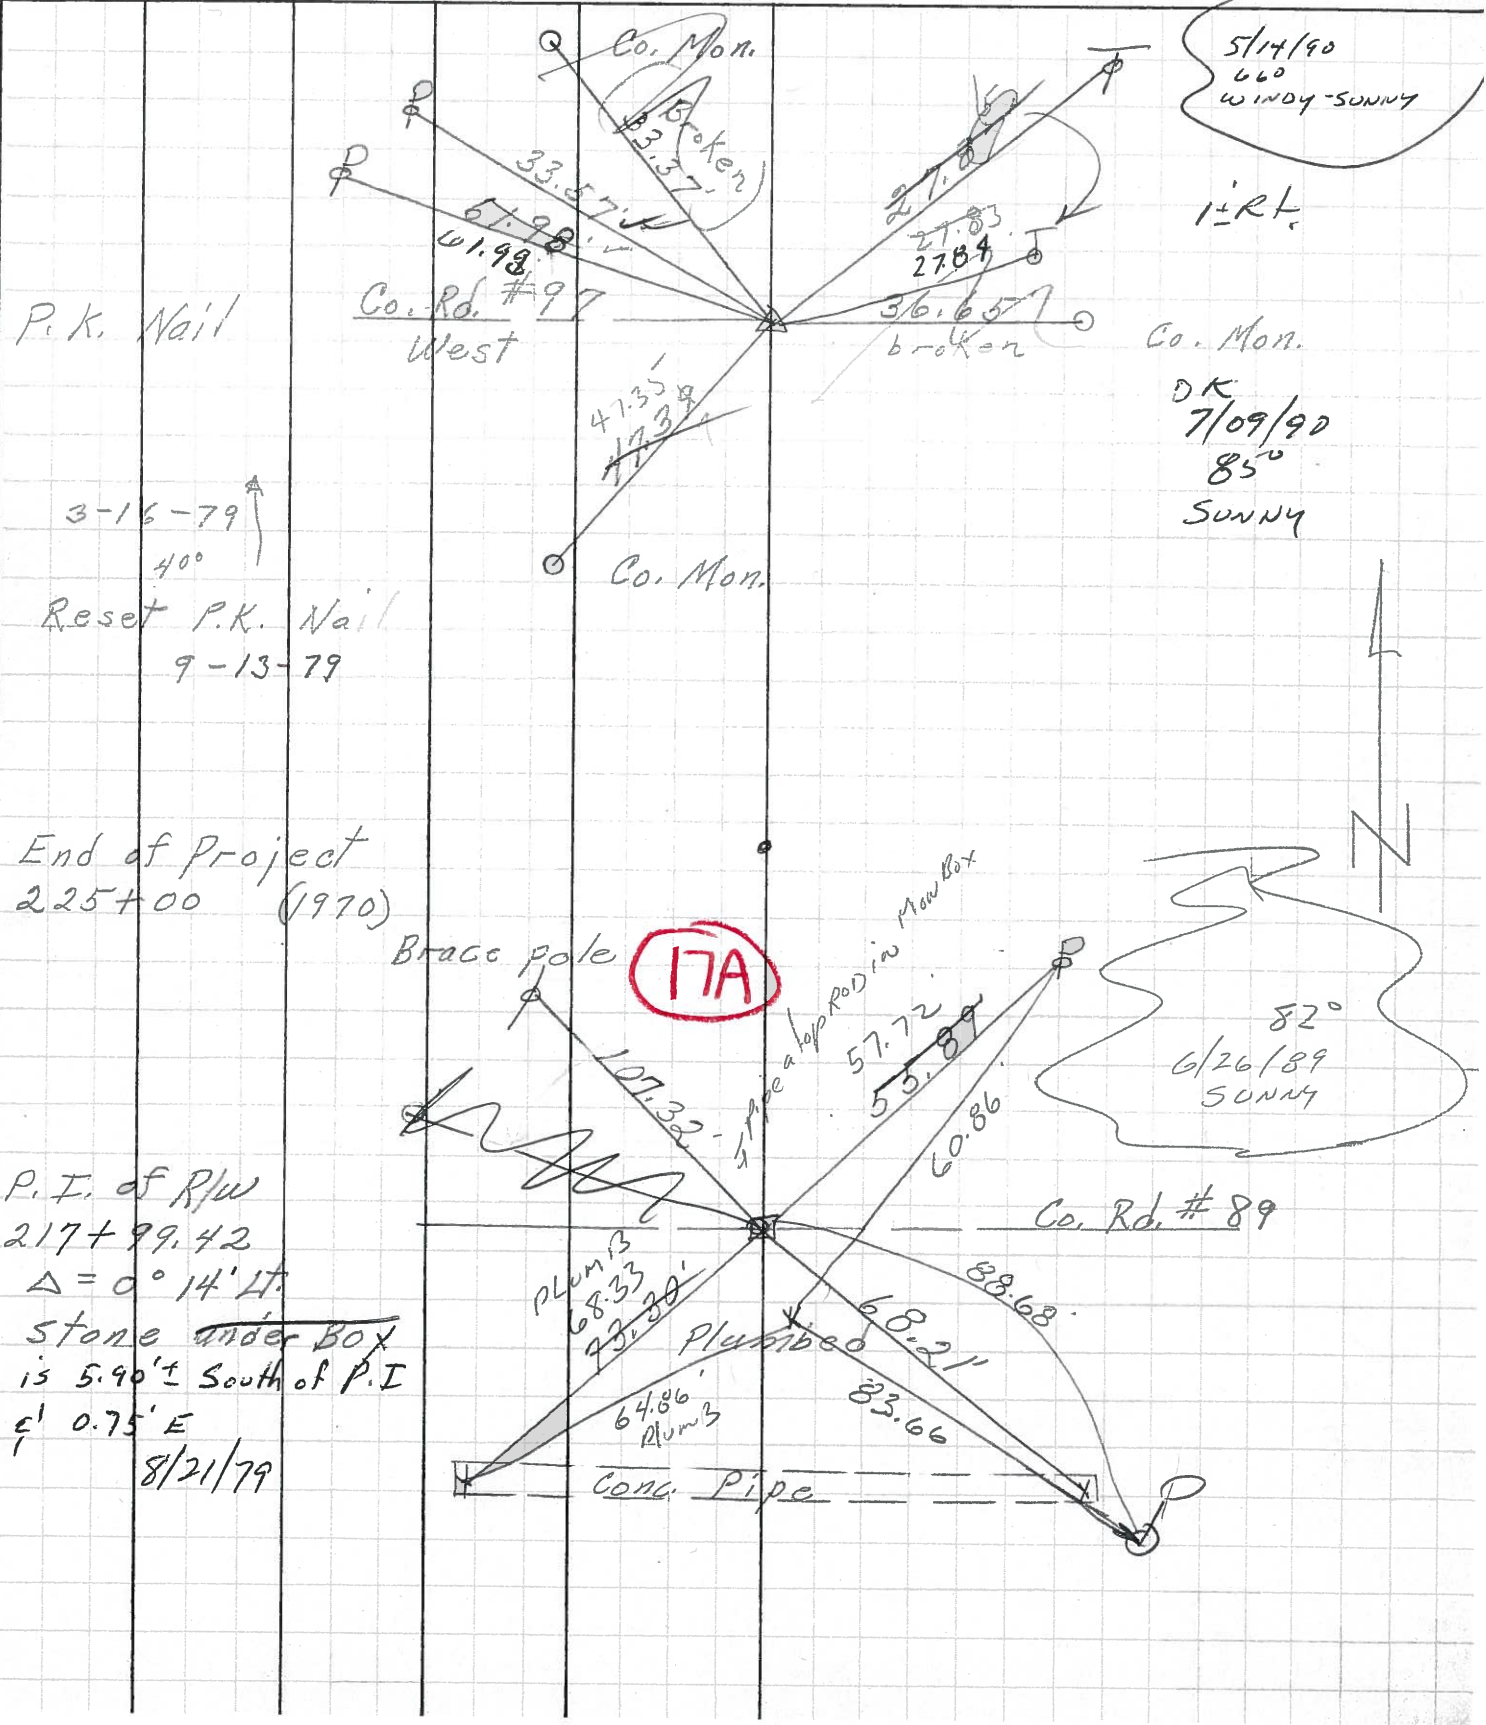 5/14/90
66°
WINDY - SUNNY
Co. Mon.
Broken
33.37'
33.57'
61.98'
61.98
27.83
27.84
1'± Rt.
P.K. Nail
Co. Rd. #97
West
36.65
broken
Co. Mon.
OK
7/09/90
85°
SUNNY
47.35'
47.39
3-16-79
40°
Co. Mon.
Reset P.K. Nail
9-13-79
N
End of Project
225+00 (1970)
Brace pole
17A
Pipe atop ROD in Mon Box
57.72'
107.32'
60.86'
82°
6/26/89
SUNNY
P.I. of R/W
217+99.42
Δ = 0° 14' Lt.
Stone under Box
is 5.90'± South of P.I
& 0.75' E
8/21/79
Co. Rd. #89
88.68'
PLUMB
68.33
73.30'
Plumbed
68.21'
64.86'
Plumb
83.66
Conc. Pipe